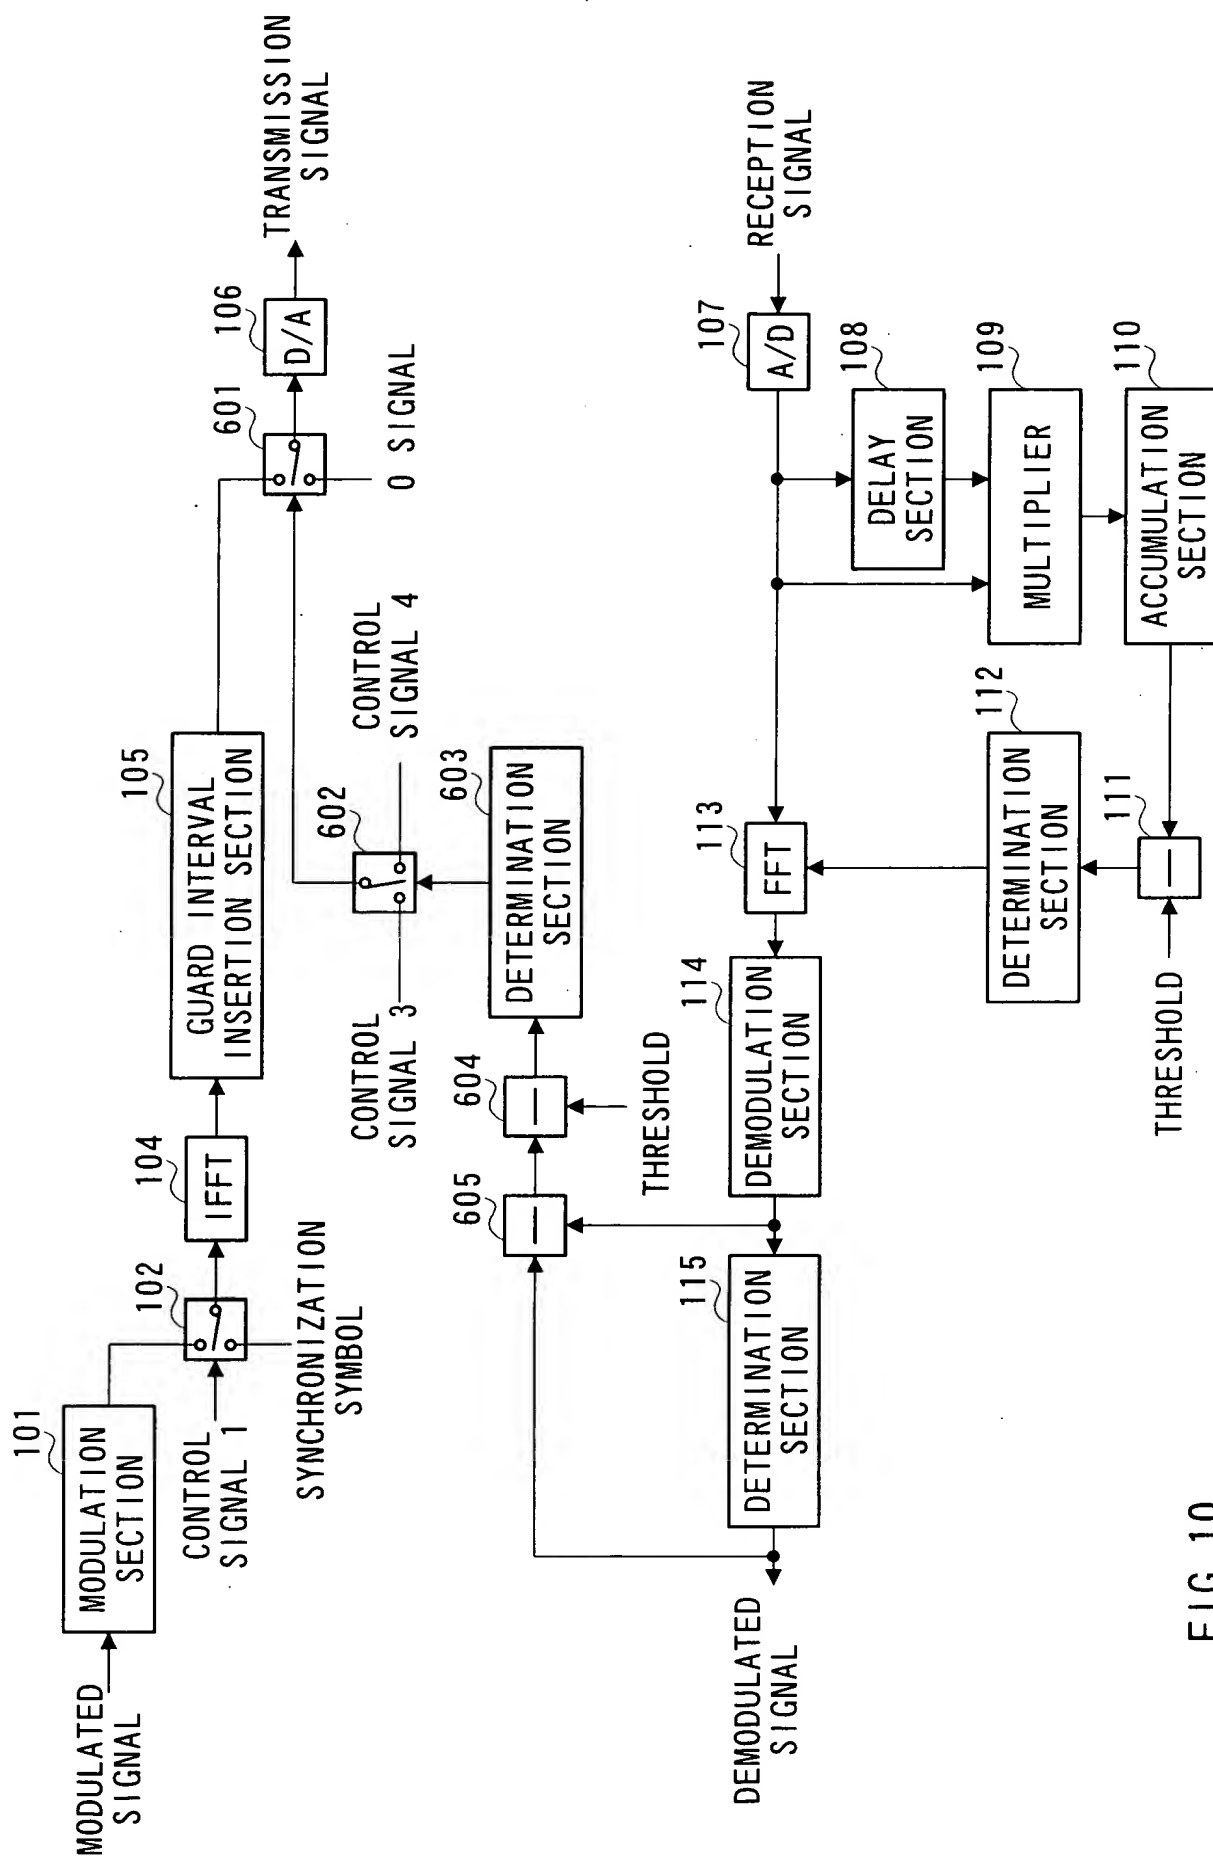 MODULATED
SIGNAL
101
MODULATION
SECTION
CONTROL
SIGNAL 1
102
SYNCHRONIZATION
SYMBOL
104
IFFT
105
GUARD INTERVAL
INSERTION SECTION
601
0 SIGNAL
106
D/A
TRANSMISSION
SIGNAL
CONTROL
SIGNAL 3
602
CONTROL
SIGNAL 4
605
604
THRESHOLD
603
DETERMINATION
SECTION
DEMODULATED
SIGNAL
115
DETERMINATION
SECTION
114
DEMODULATION
SECTION
113
FFT
107
A/D
RECEPTION
SIGNAL
108
DELAY
SECTION
109
MULTIPLIER
110
ACCUMULATION
SECTION
112
DETERMINATION
SECTION
111
THRESHOLD
FIG. 10